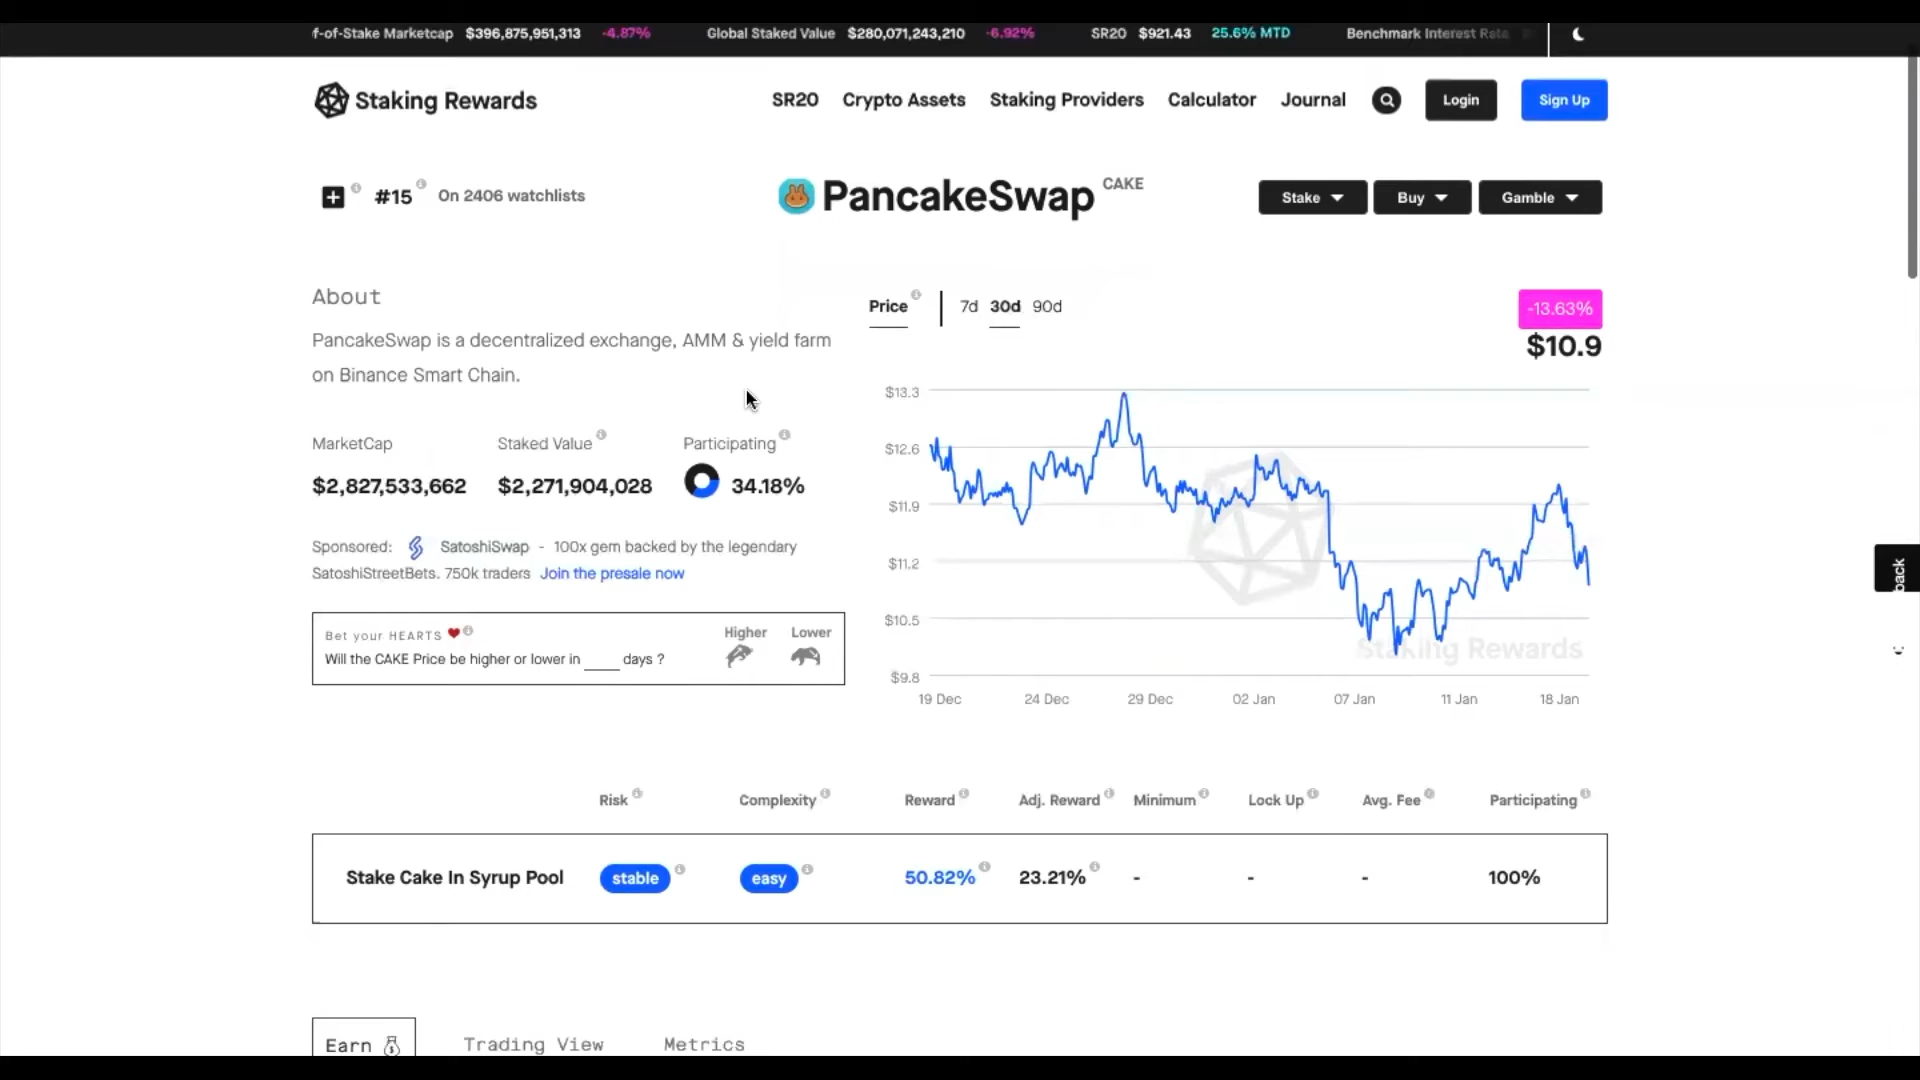 f-of-Stake Marketcap $396,875,951,313 -4.87% Global Staked Value $280,071,243,210 -6.92% SR20 $921.43 25.6% MTD Benchmark Interest Rate
Staking Rewards SR20 Crypto Assets Staking Providers Calculator Journal Login Sign Up
#15 On 2406 watchlists PancakeSwap CAKE Stake Buy Gamble
About
PancakeSwap is a decentralized exchange, AMM & yield farm
on Binance Smart Chain.
MarketCap Staked Value Participating
$2,827,533,662 $2,271,904,028 34.18%
Sponsored: SatoshiSwap - 100x gem backed by the legendary
SatoshiStreetBets. 750k traders Join the presale now
Bet your HEARTS Higher Lower
Will the CAKE Price be higher or lower in ____ days ?
Price 7d 30d 90d -13.63%
$10.9
$13.3
$12.6
$11.9
$11.2
$10.5
$9.8
Staking Rewards
19 Dec 24 Dec 29 Dec 02 Jan 07 Jan 11 Jan 18 Jan
back
Risk Complexity Reward Adj. Reward Minimum Lock Up Avg. Fee Participating
Stake Cake In Syrup Pool stable easy 50.82% 23.21% - - - 100%
Earn Trading View Metrics